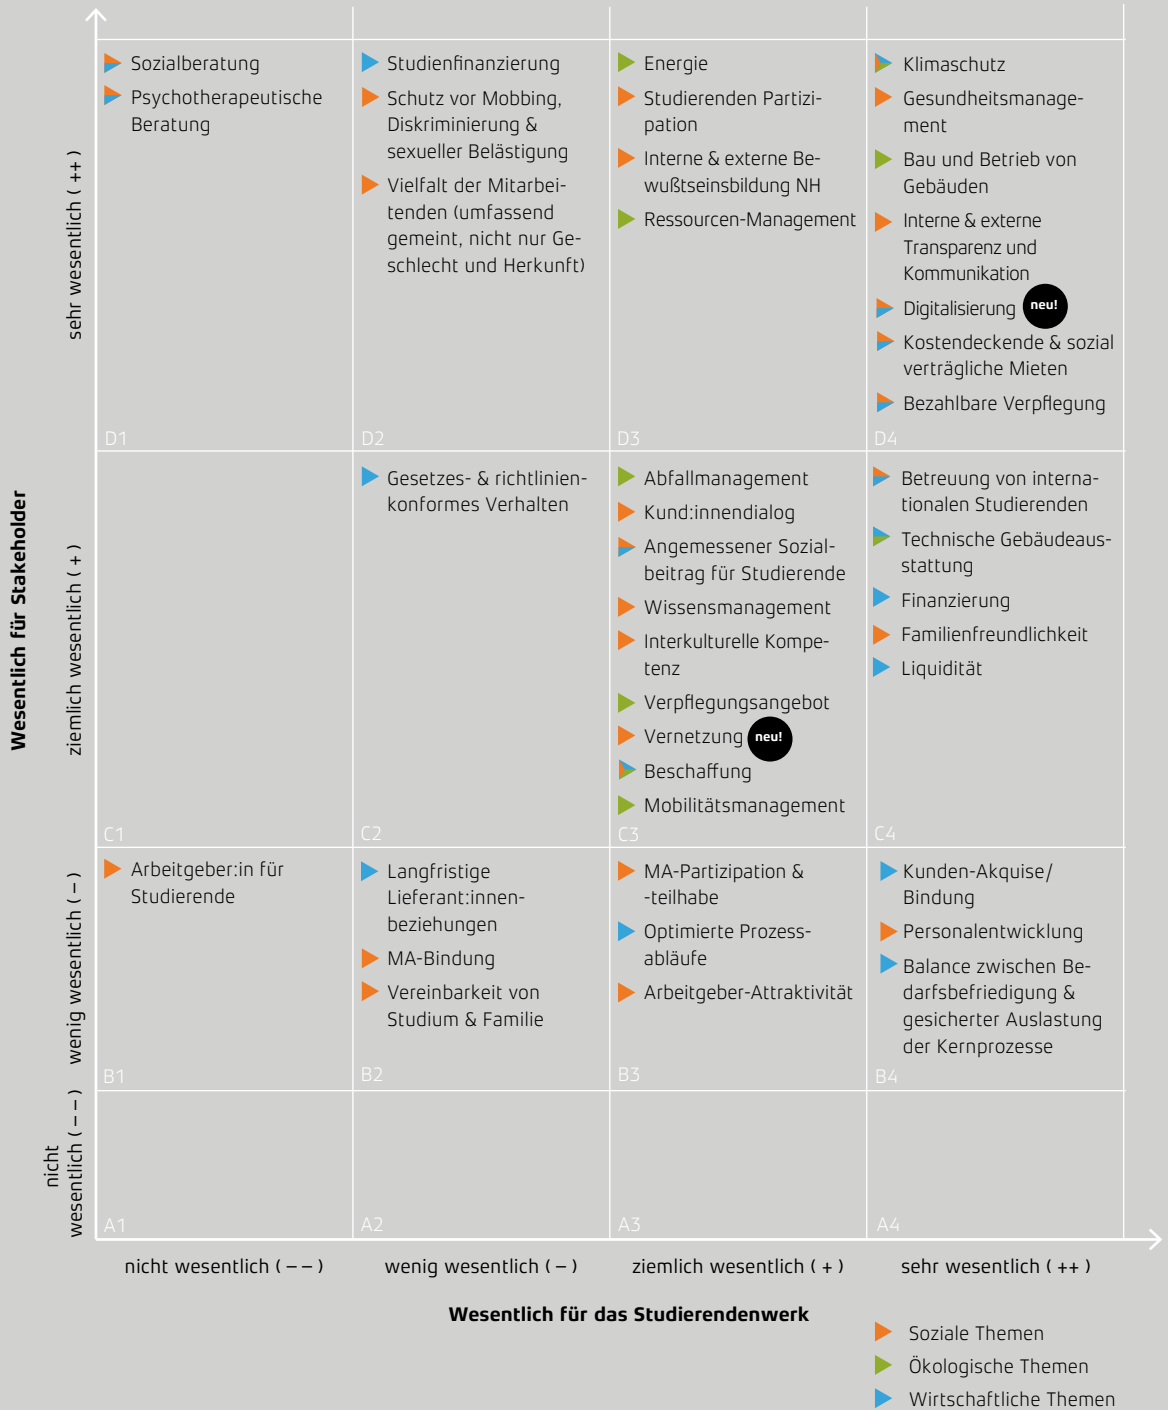 Sozialberatung
Psychotherapeutische
Beratung
D1
Studienfinanzierung
Schutz vor Mobbing,
Diskriminierung &
sexueller Belästigung
Vielfalt der Mitarbei-
tenden (umfassend
gemeint, nicht nur Ge-
schlecht und Herkunft)
D2
Energie
Studierenden Partizi-
pation
Interne & externe Be-
wußtseinsbildung NH
Ressourcen-Management
D3
Klimaschutz
Gesundheitsmanage-
ment
Bau und Betrieb von
Gebäuden
Interne & externe
Transparenz und
Kommunikation
Digitalisierung neu!
Kostendeckende & sozial
verträgliche Mieten
Bezahlbare Verpflegung
D4
C1
Gesetzes- & richtlinien-
konformes Verhalten
C2
Abfallmanagement
Kund:innendialog
Angemessener Sozial-
beitrag für Studierende
Wissensmanagement
Interkulturelle Kompe-
tenz
Verpflegungsangebot
Vernetzung neu!
Beschaffung
Mobilitätsmanagement
C3
Betreuung von interna-
tionalen Studierenden
Technische Gebäudeaus-
stattung
Finanzierung
Familienfreundlichkeit
Liquidität
C4
Arbeitgeber:in für
Studierende
B1
Langfristige
Lieferant:innen-
beziehungen
MA-Bindung
Vereinbarkeit von
Studium & Familie
B2
MA-Partizipation &
-teilhabe
Optimierte Prozess-
abläufe
Arbeitgeber-Attraktivität
B3
Kunden-Akquise/
Bindung
Personalentwicklung
Balance zwischen Be-
darfsbefriedigung &
gesicherter Auslastung
der Kernprozesse
B4
A1
A2
A3
A4
Wesentlich für Stakeholder
sehr wesentlich ( ++ )
ziemlich wesentlich ( + )
wenig wesentlich ( – )
nicht
wesentlich ( – – )
nicht wesentlich ( – – )
wenig wesentlich ( – )
ziemlich wesentlich ( + )
sehr wesentlich ( ++ )
Wesentlich für das Studierendenwerk
Soziale Themen
Ökologische Themen
Wirtschaftliche Themen